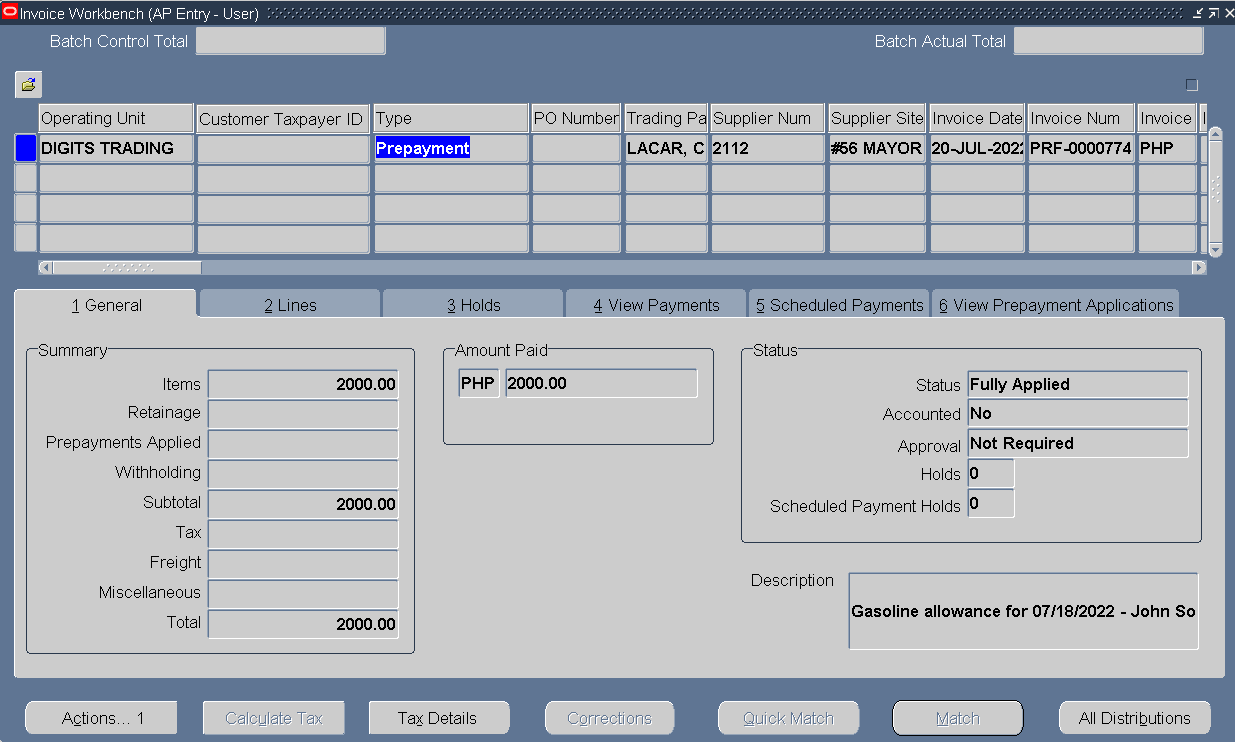 Invoice Workbench (AP Entry - User)
Batch Control Total
Batch Actual Total
Operating Unit Customer Taxpayer ID Type PO Number Trading Pa Supplier Num Supplier Site Invoice Date Invoice Num Invoice
DIGITS TRADING Prepayment LACAR, C 2112 #56 MAYOR 20-JUL-2022 PRF-0000774 PHP
1 General 2 Lines 3 Holds 4 View Payments 5 Scheduled Payments 6 View Prepayment Applications
Summary
Items 2000.00
Retainage
Prepayments Applied
Withholding
Subtotal 2000.00
Tax
Freight
Miscellaneous
Total 2000.00
Amount Paid
PHP 2000.00
Status
Status Fully Applied
Accounted No
Approval Not Required
Holds 0
Scheduled Payment Holds 0
Description
Gasoline allowance for 07/18/2022 - John So
Actions... 1 Calculate Tax Tax Details Corrections Quick Match Match All Distributions